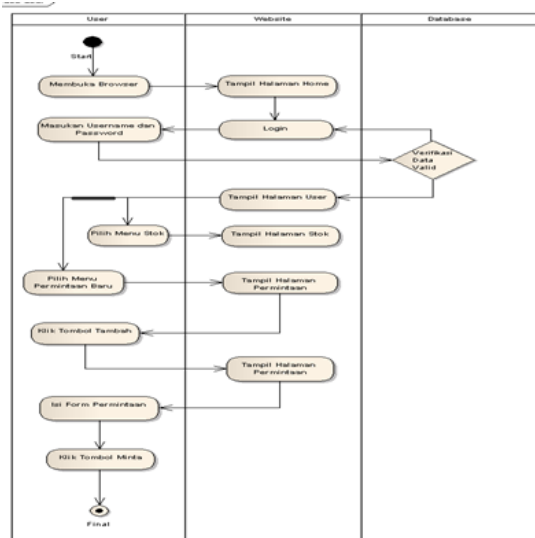 User
Website
Database
Start
Membuka Browser
Tampil Halaman Home
Masukan Username dan
Password
Login
Verifikasi
Data
Valid
Tampil Halaman User
Pilih Menu Stok
Tampil Halaman Stok
Pilih Menu
Permintaan Baru
Tampil Halaman
Permintaan
Klik Tombol Tambah
Tampil Halaman
Permintaan
Isi Form Permintaan
Klik Tombol Minta
Final